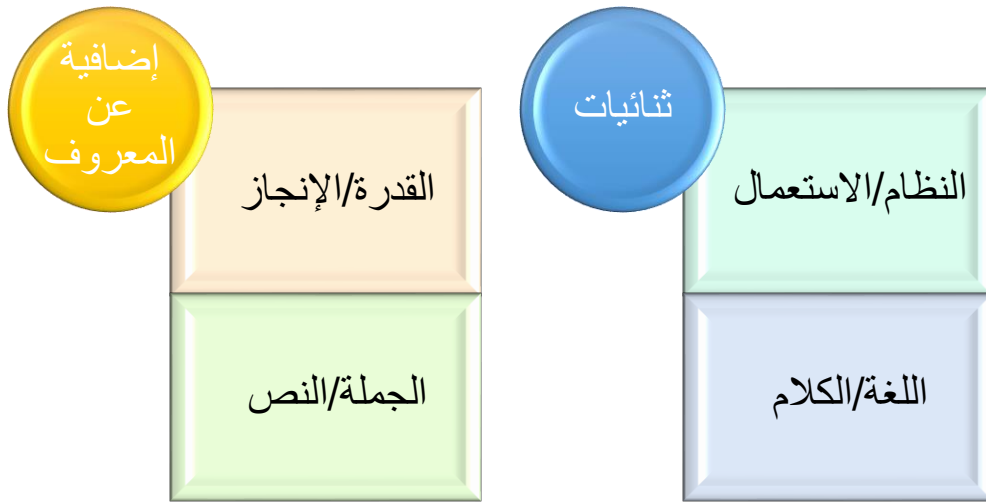 ثنائيات
النظام/الاستعمال
اللغة/الكلام
إضافية
عن
المعروف
القدرة/الإنجاز
الجملة/النص